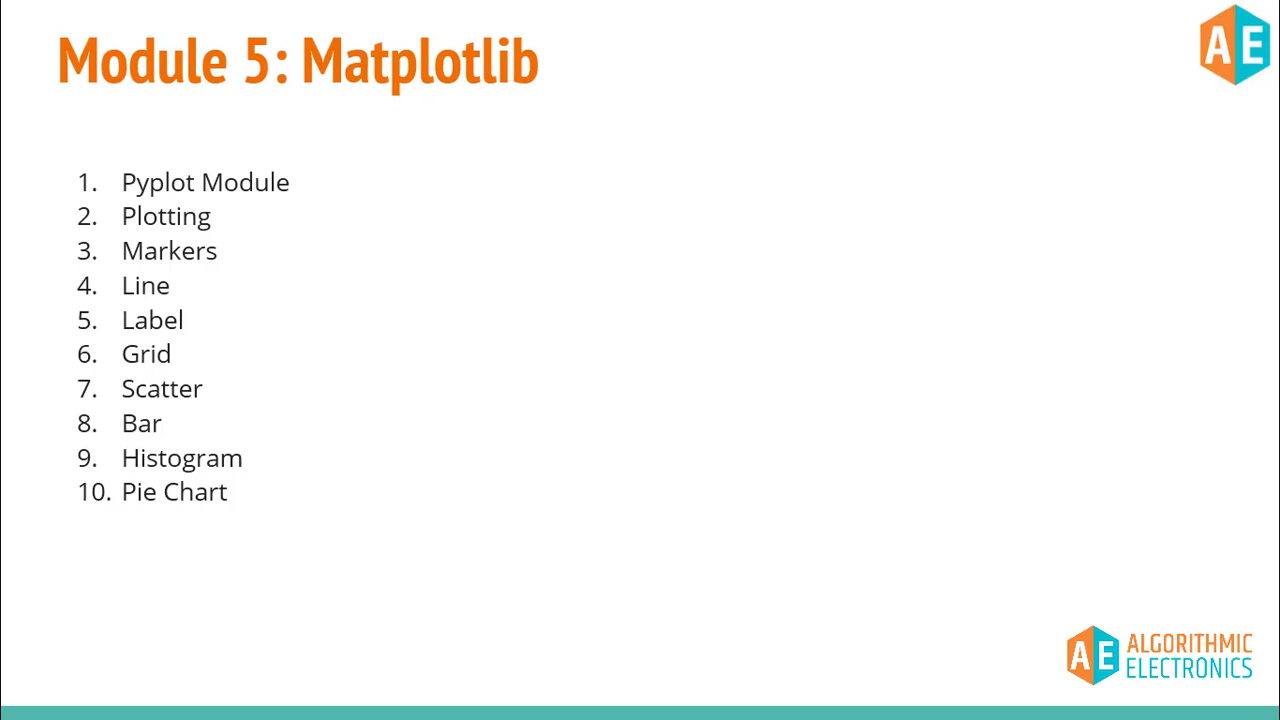 Module 5: Matplotlib
AE
1. Pyplot Module
2. Plotting
3. Markers
4. Line
5. Label
6. Grid
7. Scatter
8. Bar
9. Histogram
10. Pie Chart
AE ALGORITHMIC
ELECTRONICS